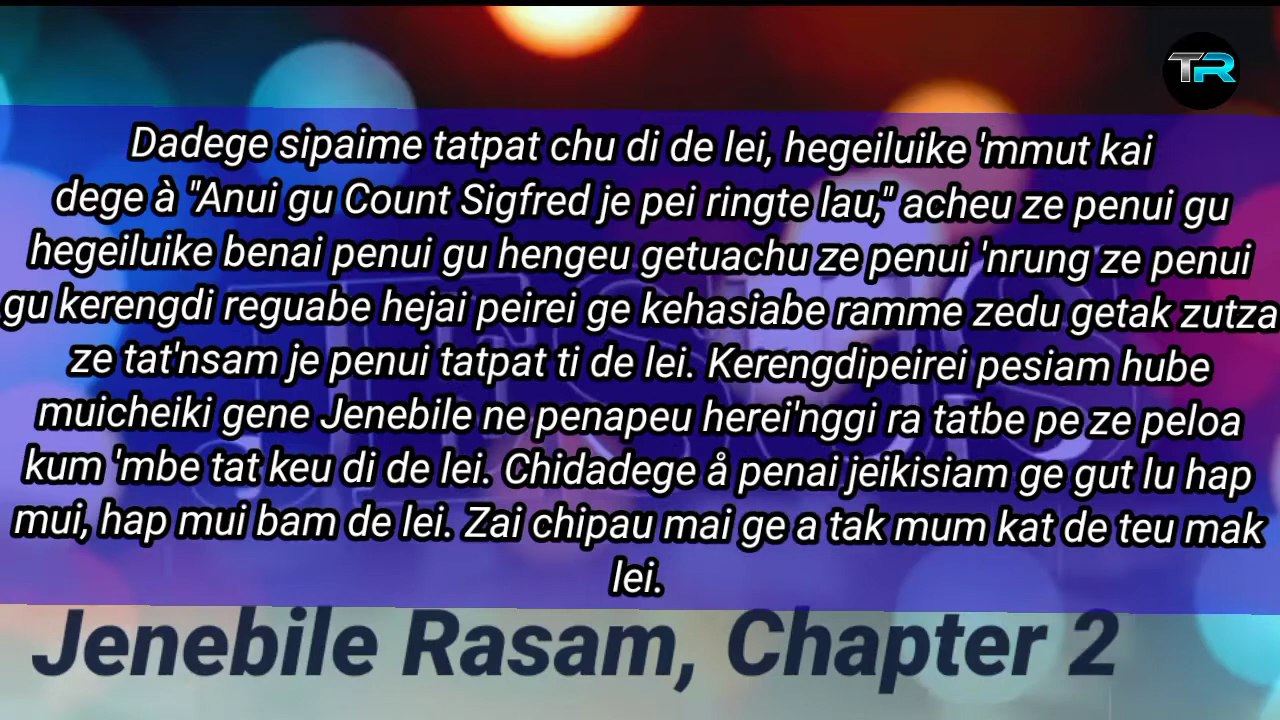 TR
Dadege sipaime tatpat chu di de lei, hegeiluike 'mmut kai
dege à "Anui gu Count Sigfred je pei ringte lau," acheu ze penui gu
hegeiluike benai penui gu hengeu getuachu ze penui 'nrung ze penui
gu kerengdi reguabe hejai peirei ge kehasiabe ramme zedu getak zutza
ze tat'nsam je penui tatpat ti de lei. Kerengdipeirei pesiam hube
muicheiki gene Jenebile ne penapeu herei'nggi ra tatbe pe ze peloa
kum 'mbe tat keu di de lei. Chidadege å penai jeikisiam ge gut lu hap
mui, hap mui bam de lei. Zai chipau mai ge a tak mum kat de teu mak
lei.
Jenebile Rasam, Chapter 2